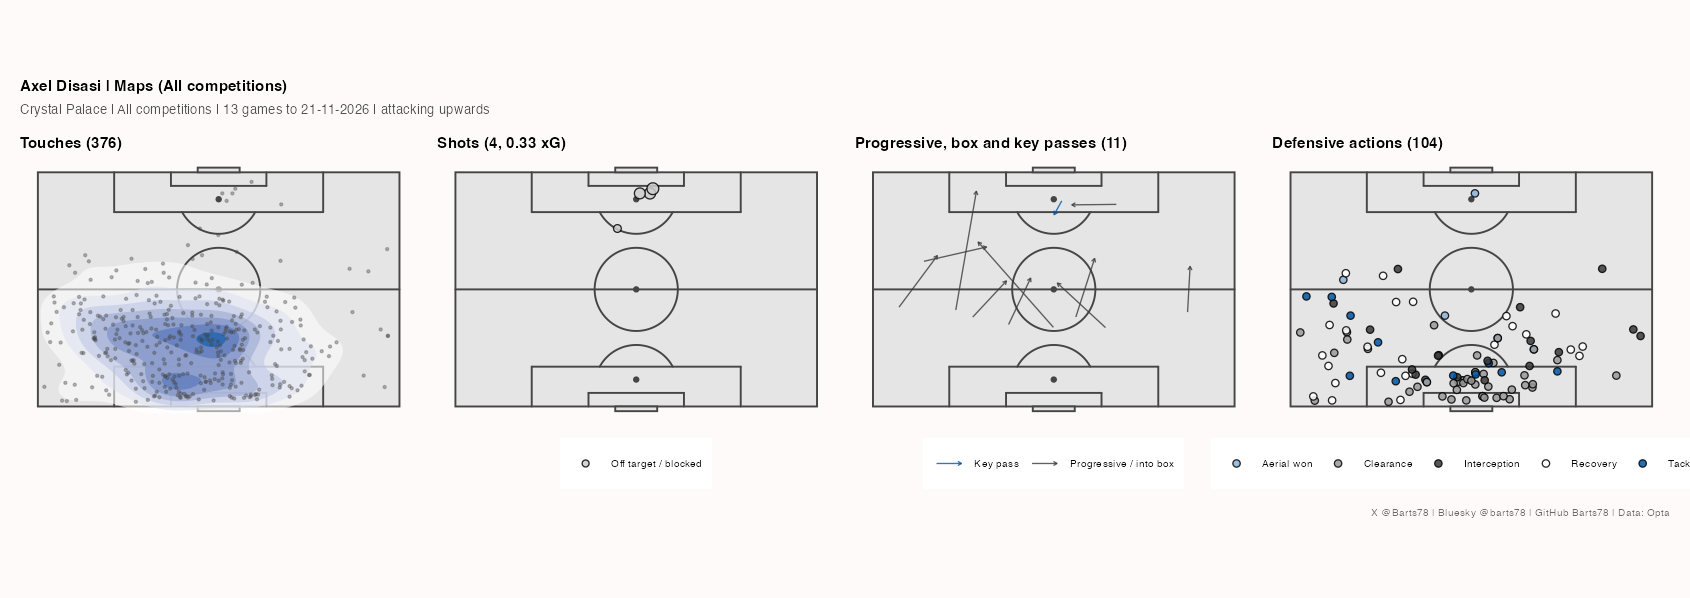 Axel Disasi | Maps (All competitions)
Crystal Palace | All competitions | 13 games to 21-11-2026 | attacking upwards
Touches (376)
Shots (4, 0.33 xG)
Progressive, box and key passes (11)
Defensive actions (104)
Off target / blocked
Key pass
Progressive / into box
Aerial won
Clearance
Interception
Recovery
Tack
X @Barts78 | Bluesky @barts78 | GitHub Barts78 | Data: Opta